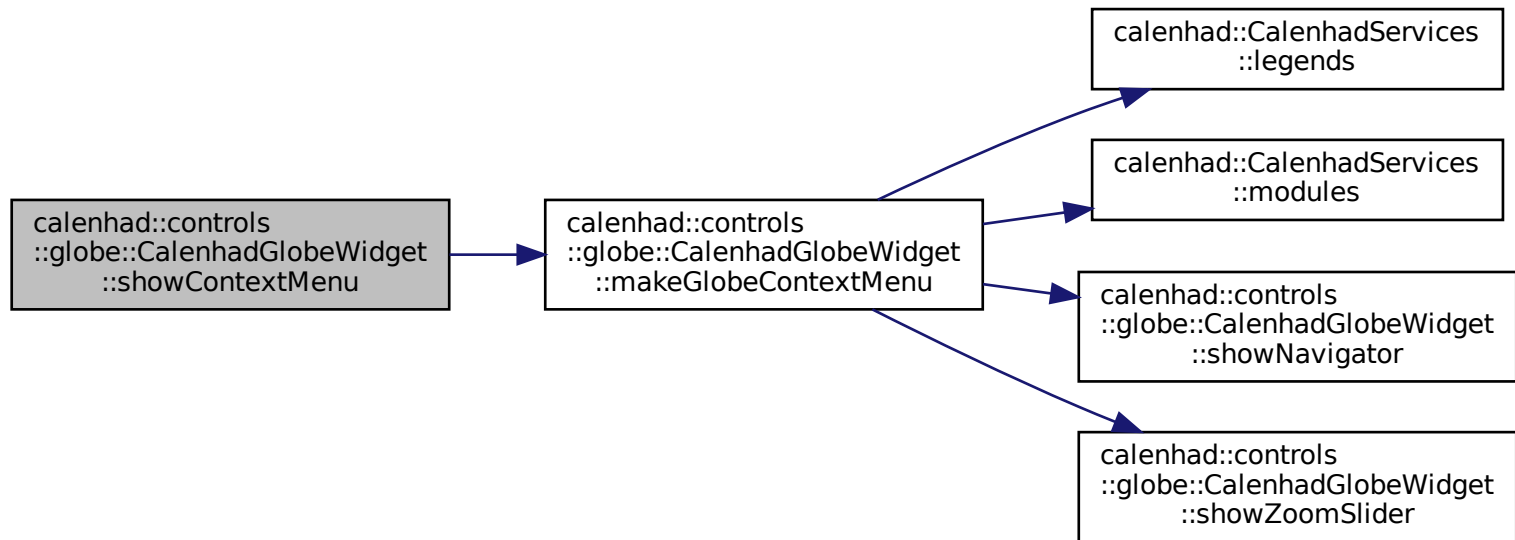 calenhad::controls
::globe::CalenhadGlobeWidget
::showContextMenu
calenhad::controls
::globe::CalenhadGlobeWidget
::makeGlobeContextMenu
calenhad::CalenhadServices
::legends
calenhad::CalenhadServices
::modules
calenhad::controls
::globe::CalenhadGlobeWidget
::showNavigator
calenhad::controls
::globe::CalenhadGlobeWidget
::showZoomSlider